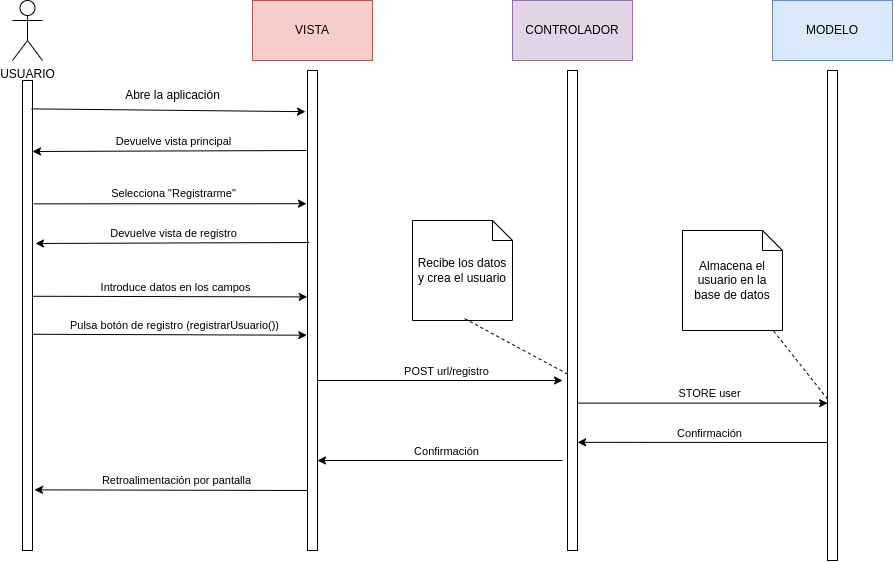 USUARIO
VISTA
CONTROLADOR
MODELO
Abre la aplicación
Devuelve vista principal
Selecciona "Registrarme"
Devuelve vista de registro
Recibe los datos
y crea el usuario
Almacena el
usuario en la
base de datos
Introduce datos en los campos
Pulsa botón de registro (registrarUsuario())
POST url/registro
STORE user
Confirmación
Confirmación
Retroalimentación por pantalla